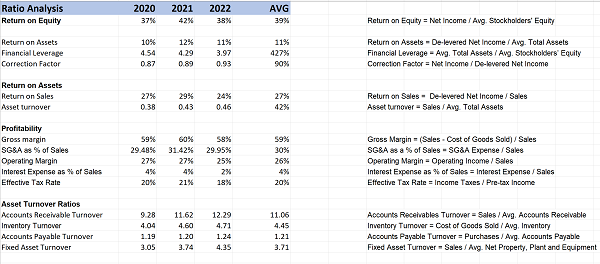 Ratio Analysis 2020 2021 2022 AVG
Return on Equity 37% 42% 38% 39% Return on Equity = Net Income / Avg. Stockholders' Equity
Return on Assets 10% 12% 11% 11% Return on Assets = De-levered Net Income / Avg. Total Assets
Financial Leverage 4.54 4.29 3.97 427% Financial Leverage = Avg. Total Assets / Avg. Stockholders' Equity
Correction Factor 0.87 0.89 0.93 90% Correction Factor = Net Income / De-levered Net Income
Return on Assets
Return on Sales 27% 29% 24% 27% Return on Sales = De-levered Net Income / Sales
Asset turnover 0.38 0.43 0.46 42% Asset turnover = Sales / Avg. Total Assets
Profitability
Gross margin 59% 60% 58% 59% Gross Margin = (Sales - Cost of Goods Sold) / Sales
SG&A as % of Sales 29.48% 31.42% 29.95% 30% SG&A as a % of Sales = SG&A Expense / Sales
Operating Margin 27% 27% 25% 26% Operating Margin = Operating Income / Sales
Interest Expense as % of Sales 4% 4% 2% 4% Interest Expense as % of Sales = Interest Expense / Sales
Effective Tax Rate 20% 21% 18% 20% Effective Tax Rate = Income Taxes / Pre-tax Income
Asset Turnover Ratios
Accounts Receivable Turnover 9.28 11.62 12.29 11.06 Accounts Receivables Turnover = Sales / Avg. Accounts Receivable
Inventory Turnover 4.04 4.60 4.71 4.45 Inventory Turnover = Cost of Goods Sold / Avg. Inventory
Accounts Payable Turnover 1.19 1.20 1.24 1.21 Accounts Payable Turnover = Purchases / Avg. Accounts Payable
Fixed Asset Turnover 3.05 3.74 4.35 3.71 Fixed Asset Turnover = Sales / Avg. Net Property, Plant and Equipment